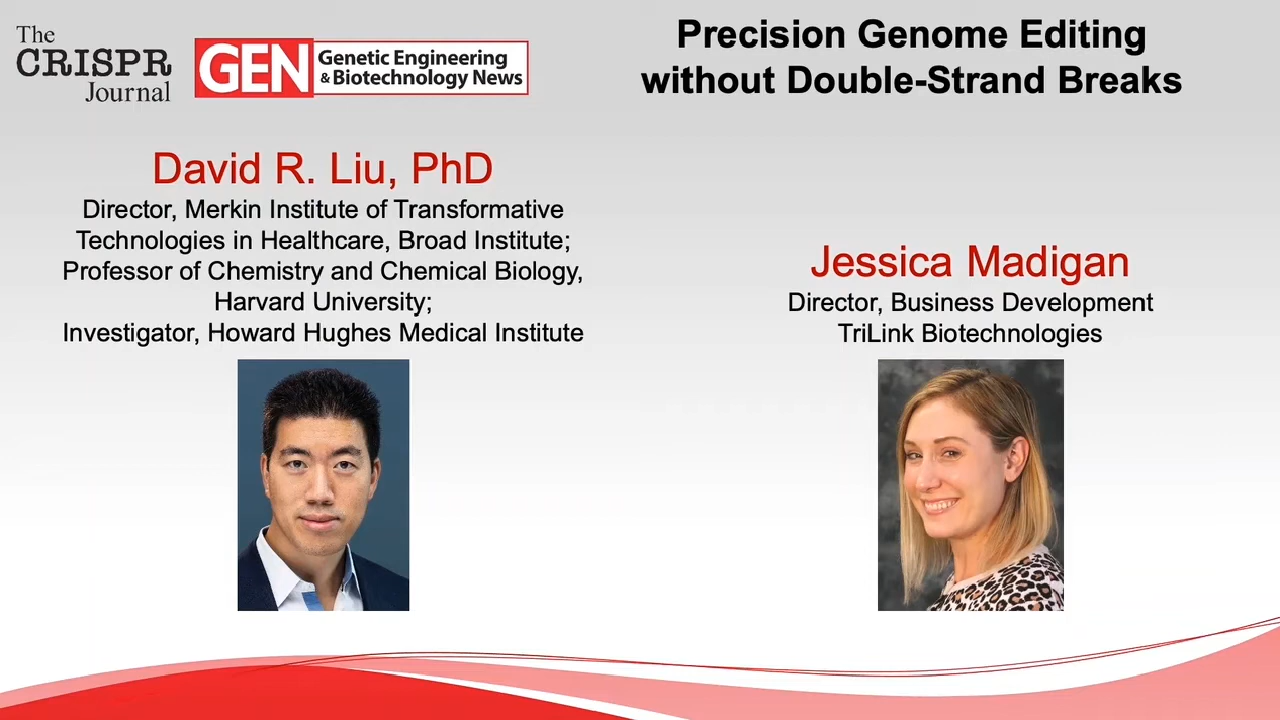 The
CRISPR
Journal
GEN
Genetic Engineering
& Biotechnology News
Precision Genome Editing
without Double-Strand Breaks
David R. Liu, PhD
Director, Merkin Institute of Transformative
Technologies in Healthcare, Broad Institute;
Professor of Chemistry and Chemical Biology,
Harvard University;
Investigator, Howard Hughes Medical Institute
Jessica Madigan
Director, Business Development
TriLink Biotechnologies